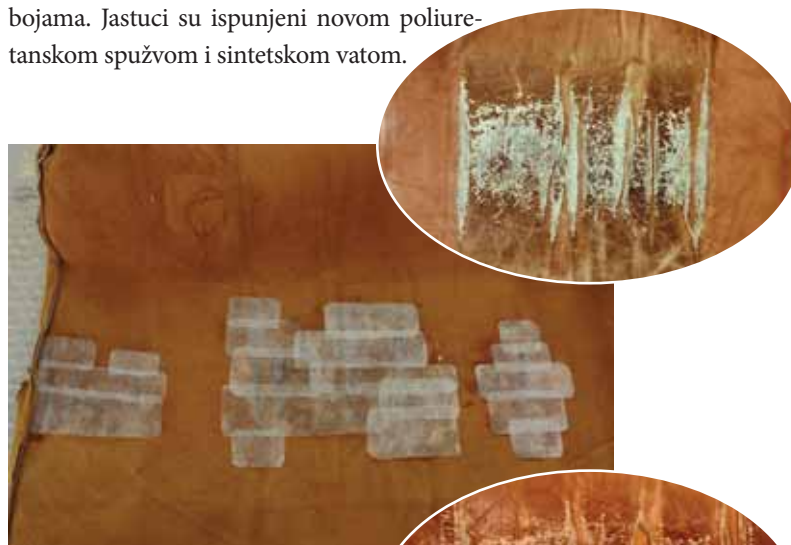 bojama. Jastuci su ispunjeni novom poliure-
tanskom spužvom i sintetskom vatom.